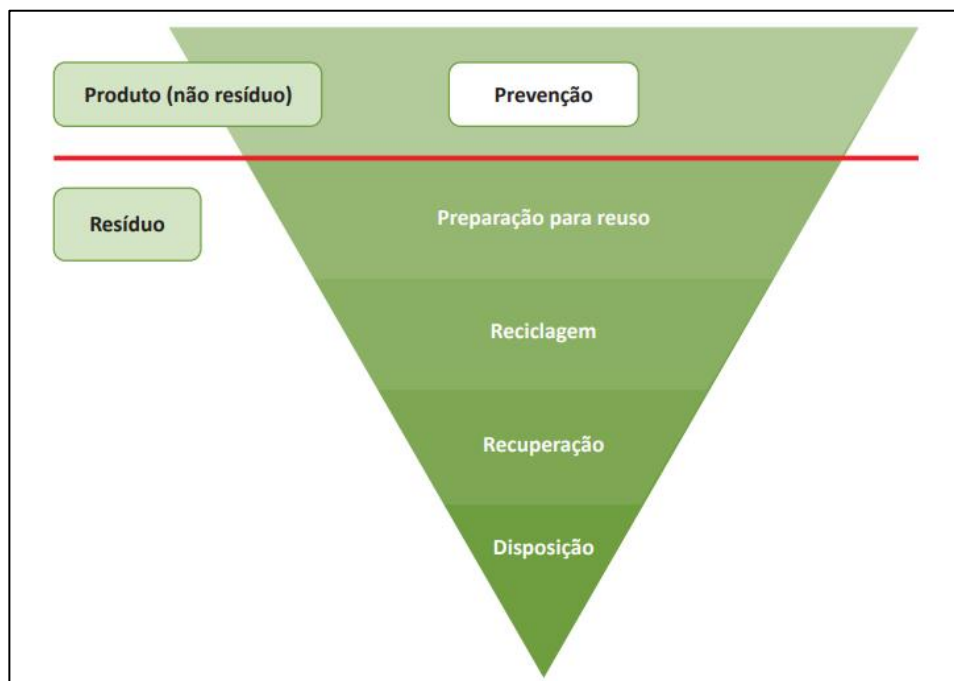 Produto (não resíduo)
Prevenção
Resíduo
Preparação para reuso
Reciclagem
Recuperação
Disposição